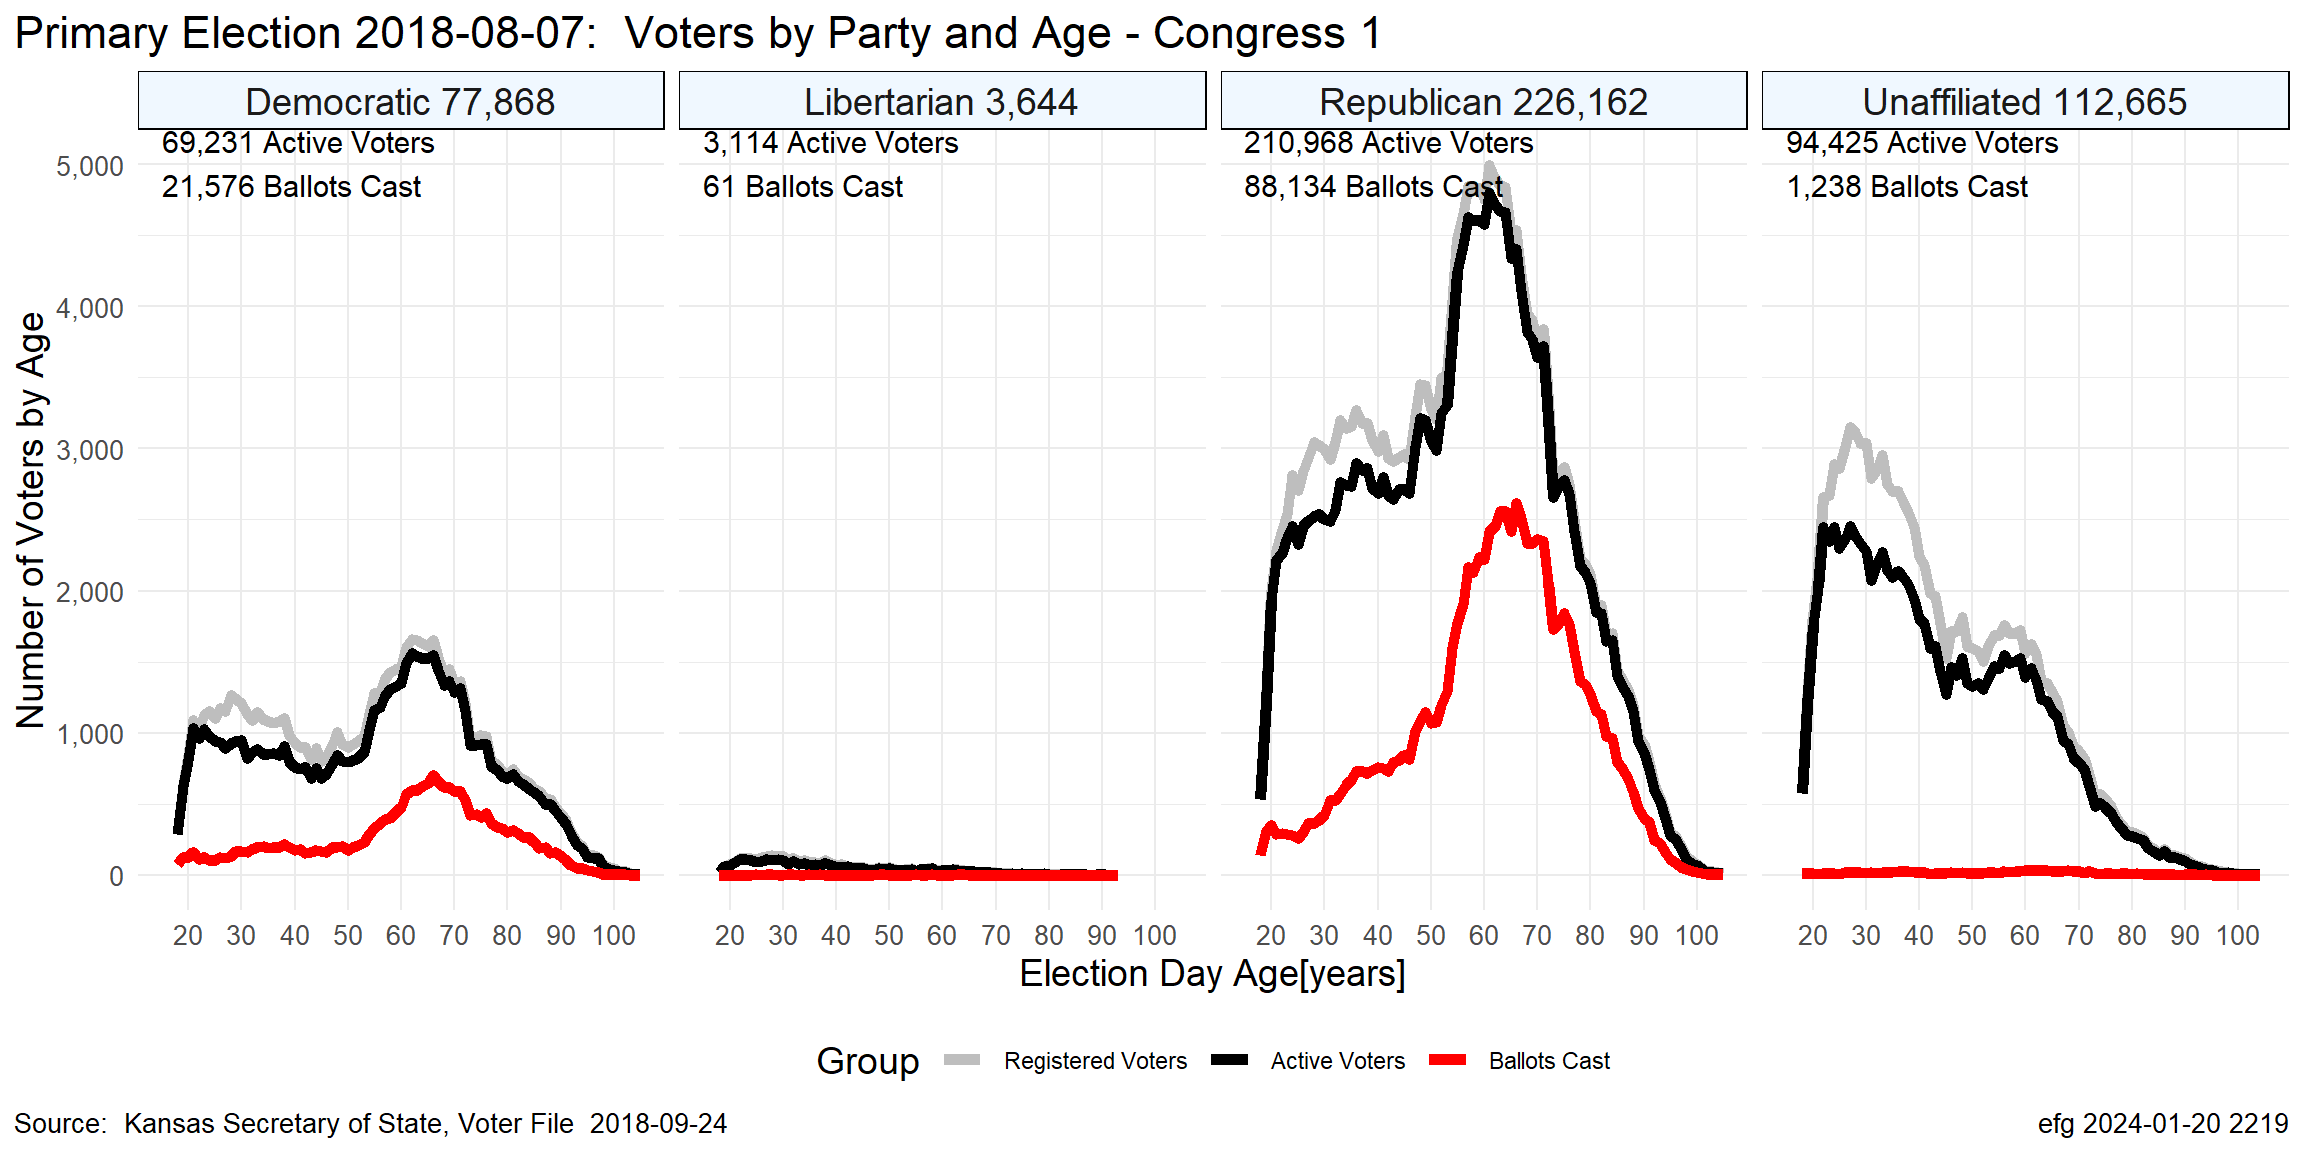 Primary Election 2018-08-07:  Voters by Party and Age - Congress 1
Democratic 77,868
Libertarian 3,644
Republican 226,162
Unaffiliated 112,665
69,231 Active Voters
21,576 Ballots Cast
3,114 Active Voters
61 Ballots Cast
210,968 Active Voters
88,134 Ballots Cast
94,425 Active Voters
1,238 Ballots Cast
Number of Voters by Age
5,000
4,000
3,000
2,000
1,000
0
20 30 40 50 60 70 80 90 100
20 30 40 50 60 70 80 90 100
20 30 40 50 60 70 80 90 100
20 30 40 50 60 70 80 90 100
Election Day Age[years]
Group Registered Voters Active Voters Ballots Cast
Source:  Kansas Secretary of State, Voter File  2018-09-24
efg 2024-01-20 2219